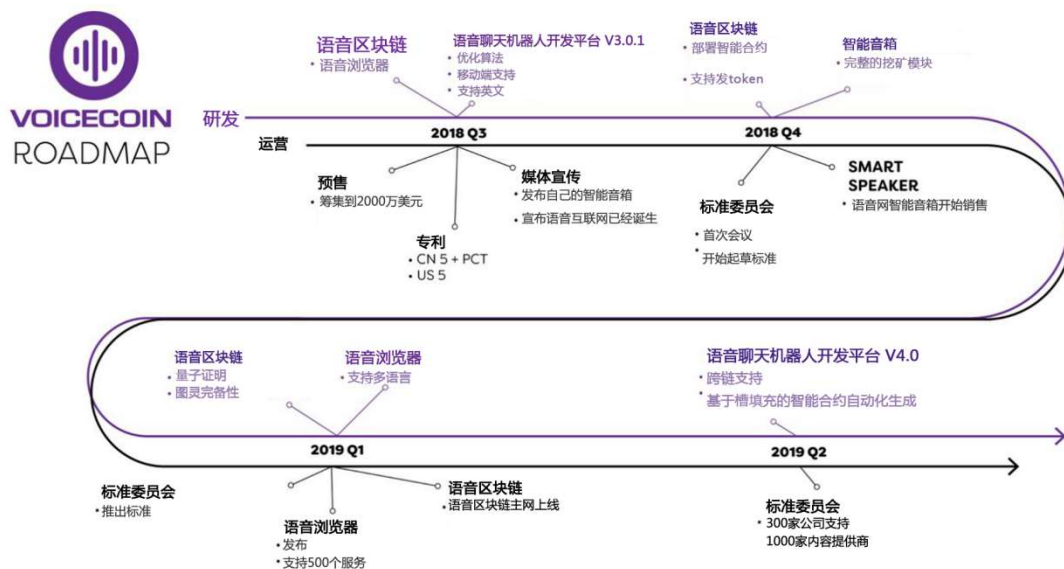 VOICECOIN
ROADMAP
研发
运营
语音区块链
• 语音浏览器
语音聊天机器人开发平台 V3.0.1
• 优化算法
• 移动端支持
• 支持英文
语音区块链
• 部署智能合约
• 支持发token
智能音箱
• 完整的挖矿模块
2018 Q3
2018 Q4
预售
• 筹集到2000万美元
专利
• CN 5 + PCT
• US 5
媒体宣传
• 发布自己的智能音箱
• 宣布语音互联网已经诞生
标准委员会
• 首次会议
• 开始起草标准
SMART
SPEAKER
• 语音网智能音箱开始销售
语音区块链
• 量子证明
• 图灵完备性
语音浏览器
• 支持多语言
语音聊天机器人开发平台 V4.0
• 跨链支持
• 基于槽填充的智能合约自动化生成
2019 Q1
2019 Q2
标准委员会
• 推出标准
语音浏览器
• 发布
• 支持500个服务
语音区块链
• 语音区块链主网上线
标准委员会
• 300家公司支持
1000家内容提供商